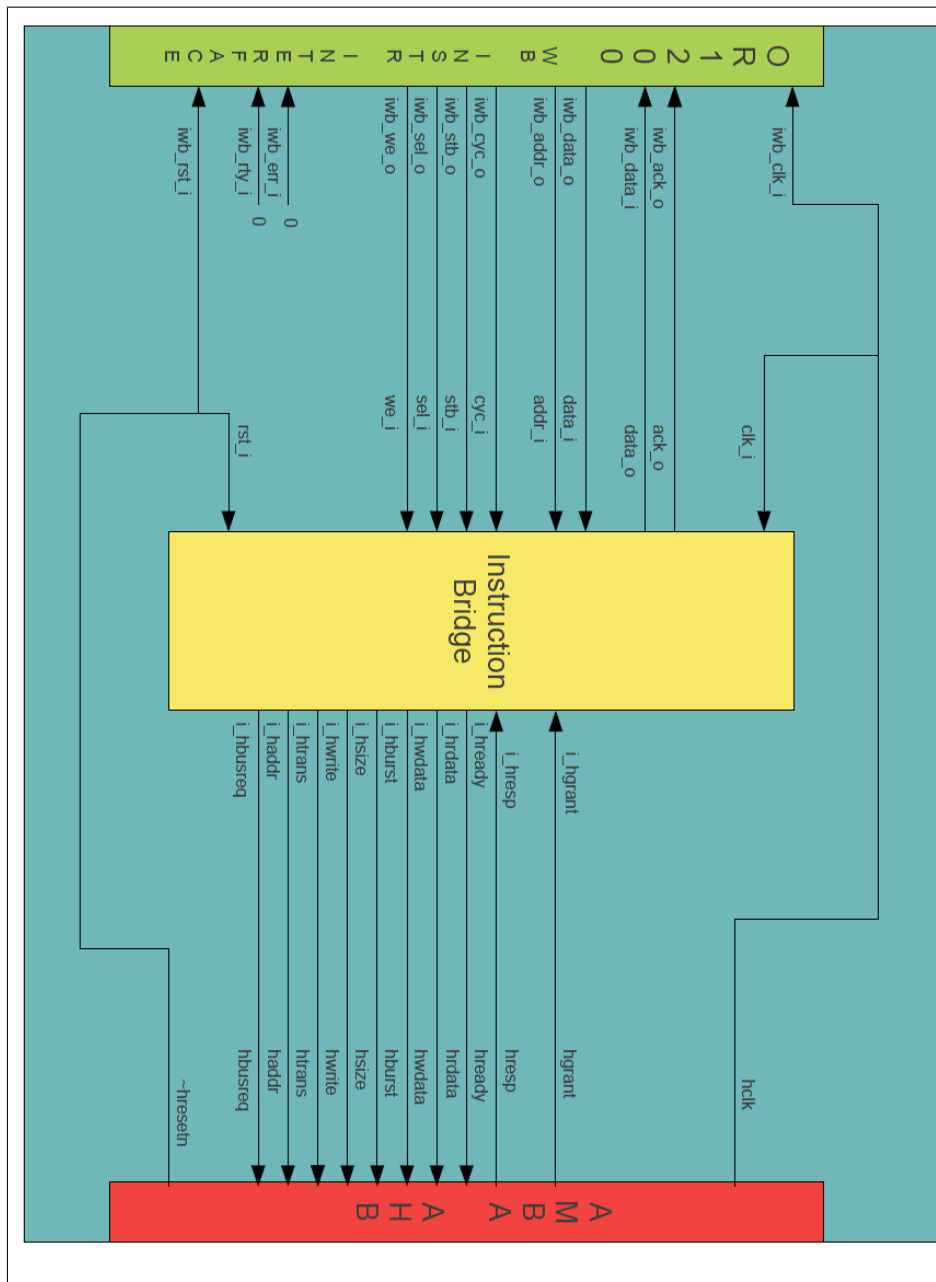 OR1200 WB INSTR INTERFACE
iwb_clk_i
iwb_ack_o
iwb_data_i
iwb_data_o
iwb_addr_o
iwb_cyc_o
iwb_stb_o
iwb_sel_o
iwb_we_o
iwb_err_i
0
iwb_rty_i
0
iwb_rst_i
clk_i
ack_o
data_o
data_i
addr_i
cyc_i
stb_i
sel_i
we_i
rst_i
Instruction
Bridge
i_hgrant
i_hresp
i_hready
i_hrdata
i_hwdata
i_hburst
i_hsize
i_hwrite
i_htrans
i_haddr
i_hbusreq
hclk
hgrant
hresp
hready
hrdata
hwdata
hburst
hsize
hwrite
htrans
haddr
hbusreq
~hresetn
AMBA AHB